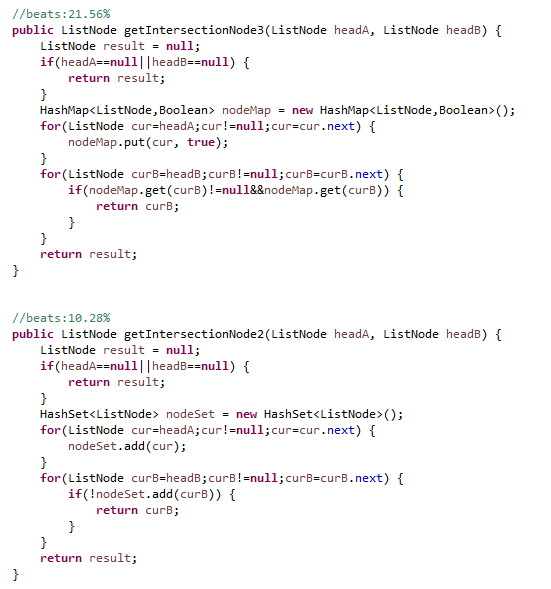 //beats:21.56%
public ListNode getIntersectionNode3(ListNode headA, ListNode headB) {
    ListNode result = null;
    if(headA==null||headB==null) {
        return result;
    }
    HashMap<ListNode,Boolean> nodeMap = new HashMap<ListNode,Boolean>();
    for(ListNode cur=headA;cur!=null;cur=cur.next) {
        nodeMap.put(cur, true);
    }
    for(ListNode curB=headB;curB!=null;curB=curB.next) {
        if(nodeMap.get(curB)!=null&&nodeMap.get(curB)) {
            return curB;
        }
    }
    return result;
}
//beats:10.28%
public ListNode getIntersectionNode2(ListNode headA, ListNode headB) {
    ListNode result = null;
    if(headA==null||headB==null) {
        return result;
    }
    HashSet<ListNode> nodeSet = new HashSet<ListNode>();
    for(ListNode cur=headA;cur!=null;cur=cur.next) {
        nodeSet.add(cur);
    }
    for(ListNode curB=headB;curB!=null;curB=curB.next) {
        if(!nodeSet.add(curB)) {
            return curB;
        }
    }
    return result;
}